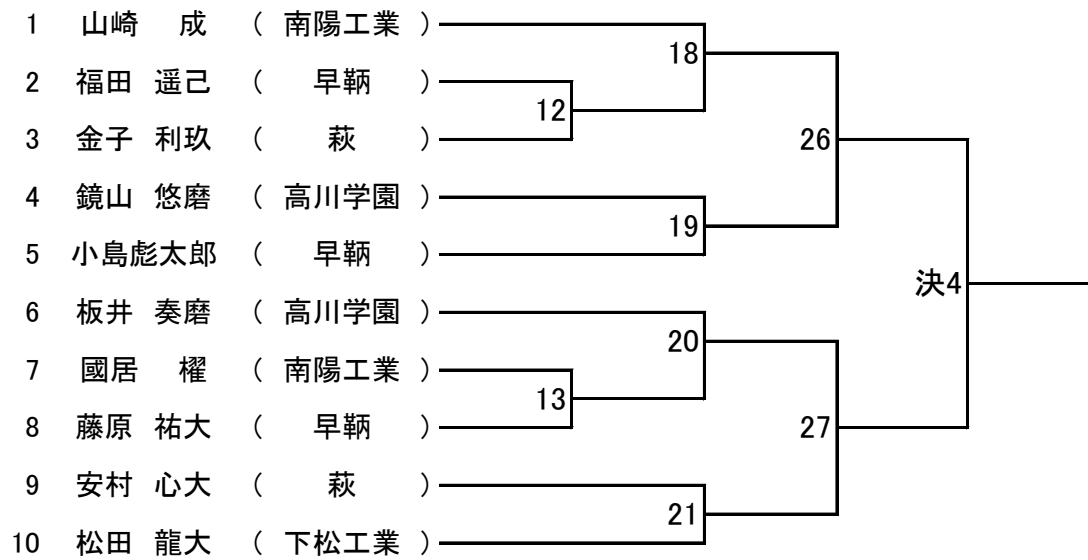 1 山崎 成 ( 南陽工業 )
18
2 福田 遥己 ( 早鞆 )
12
3 金子 利玖 ( 萩 )
26
4 鏡山 悠磨 ( 高川学園 )
19
5 小島彪太郎 ( 早鞆 )
決4
6 板井 奏磨 ( 高川学園 )
20
7 國居 櫂 ( 南陽工業 )
13
8 藤原 祐大 ( 早鞆 )
27
9 安村 心大 ( 萩 )
21
10 松田 龍大 ( 下松工業 )